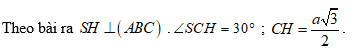 Theo bài ra SH ⊥ (ABC) . ∠SCH = 30° ; CH = a√3/2 .